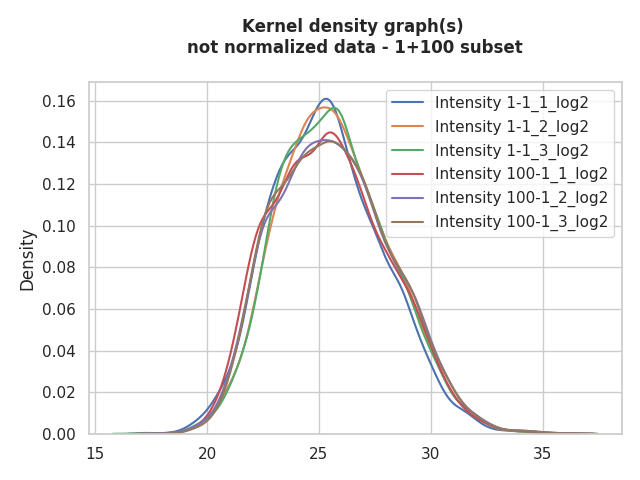 Kernel density graph(s)
not normalized data - 1+100 subset
Density
0.16
0.14
0.12
0.10
0.08
0.06
0.04
0.02
0.00
15
20
25
30
35
Intensity 1-1_1_log2
Intensity 1-1_2_log2
Intensity 1-1_3_log2
Intensity 100-1_1_log2
Intensity 100-1_2_log2
Intensity 100-1_3_log2